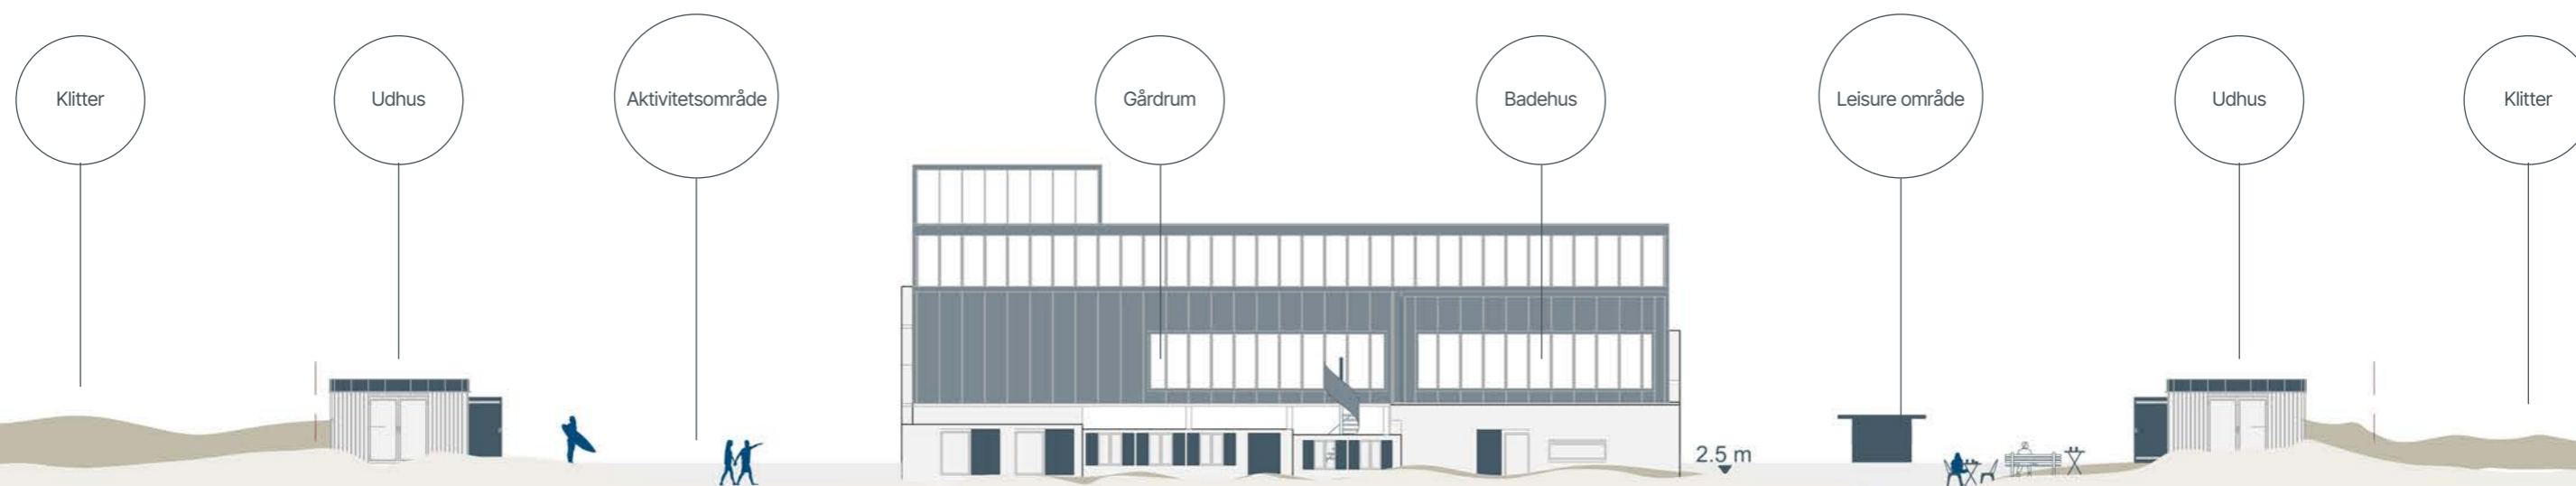 Klitter
Udhus
Aktivitetsområde
Gårdrum
Badehus
Leisure område
Udhus
Klitter
2.5 m